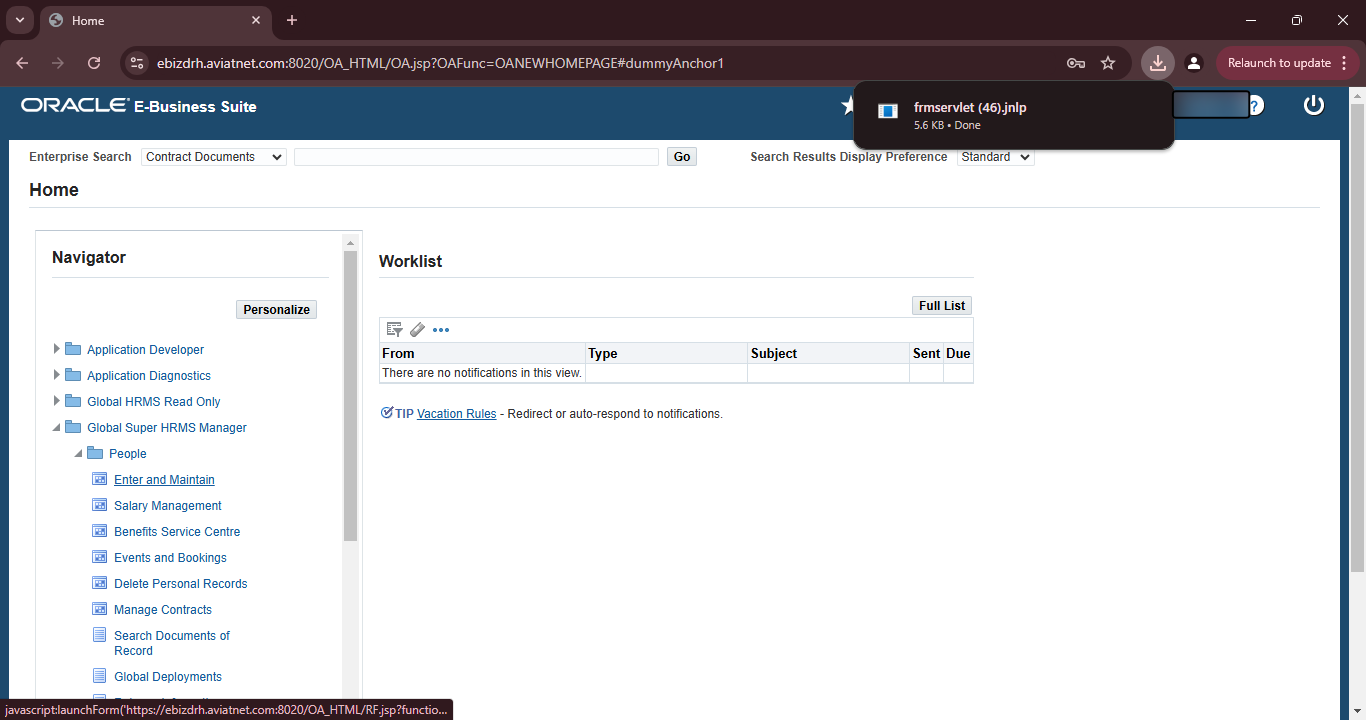 Home
ebizdrh.aviatnet.com:8020/OA_HTML/OA.jsp?OAFunc=OANEWHOMEPAGE#dummyAnchor1
Relaunch to update
frmservlet (46).jnlp
5.6 KB • Done
ORACLE E-Business Suite
?
Enterprise Search Contract Documents Go Search Results Display Preference Standard
Home
Navigator
Personalize
Application Developer
Application Diagnostics
Global HRMS Read Only
Global Super HRMS Manager
People
Enter and Maintain
Salary Management
Benefits Service Centre
Events and Bookings
Delete Personal Records
Manage Contracts
Search Documents of
Record
Global Deployments
Worklist
Full List
From Type Subject Sent Due
There are no notifications in this view.
TIP Vacation Rules - Redirect or auto-respond to notifications.
javascript:launchForm('https://ebizdrh.aviatnet.com:8020/OA_HTML/RF.jsp?functio...